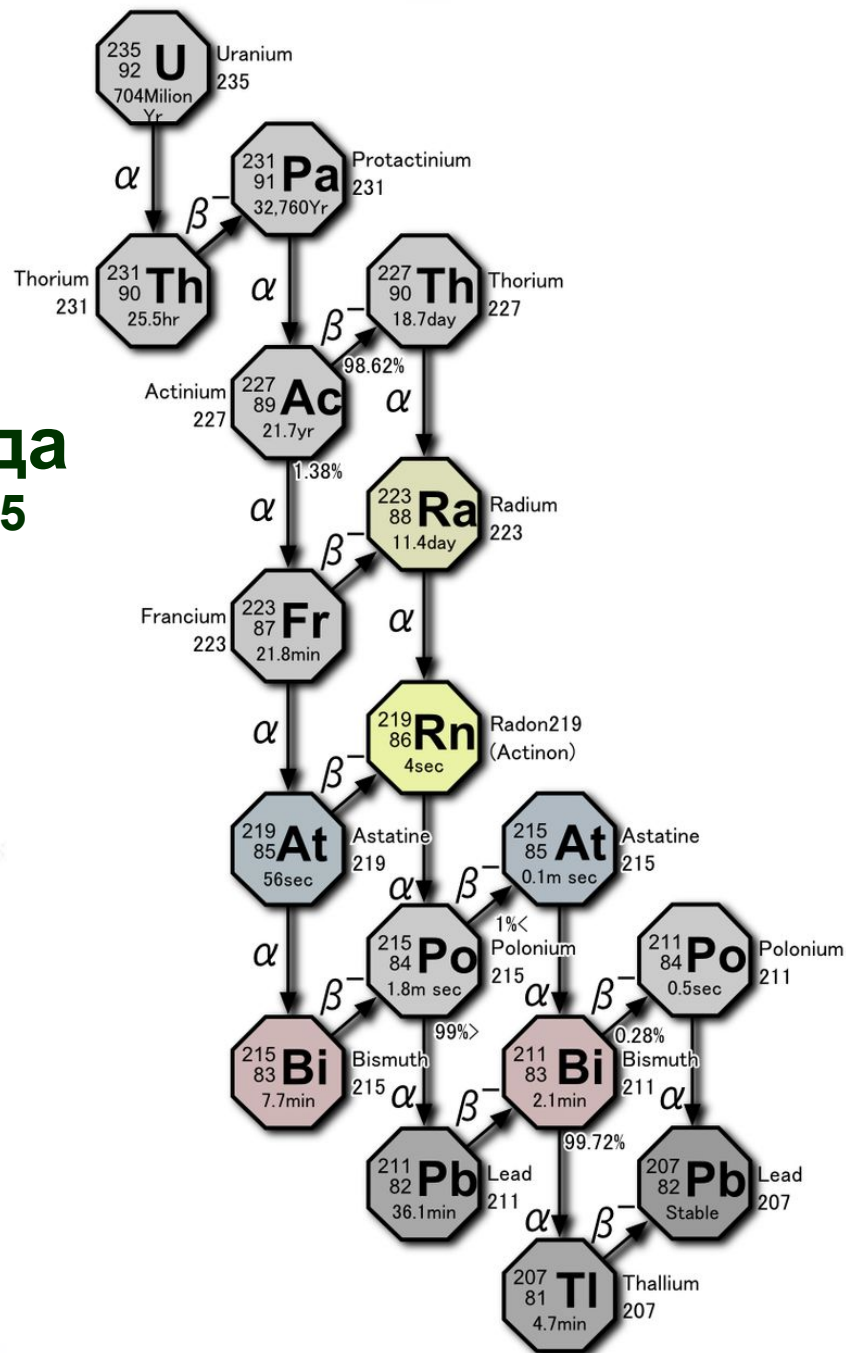 235
92 U
704Milion
Yr
Uranium
235
α
231
91 Pa
32,760Yr
Protactinium
231
β−
Thorium
231
231
90 Th
25.5hr
α
227
90 Th
18.7day
Thorium
227
β−
98.62%
Actinium
227
227
89 Ac
21.7yr
α
1.38%
да
5
α
223
88 Ra
11.4day
Radium
223
β−
Francium
223
223
87 Fr
21.8min
α
219
86 Rn
4sec
Radon219
(Actinon)
α
β−
219
85 At
56sec
Astatine
219
α
215
85 At
0.1m sec
Astatine
215
β−
1%<
α
215
84 Po
1.8m sec
Polonium
215
99%>
211
84 Po
0.5sec
Polonium
211
β−
α
β−
0.28%
215
83 Bi
7.7min
Bismuth
215
α
211
83 Bi
2.1min
Bismuth
211
α
β−
99.72%
211
82 Pb
36.1min
Lead
211
207
82 Pb
Stable
Lead
207
α
β−
207
81 Tl
4.7min
Thallium
207